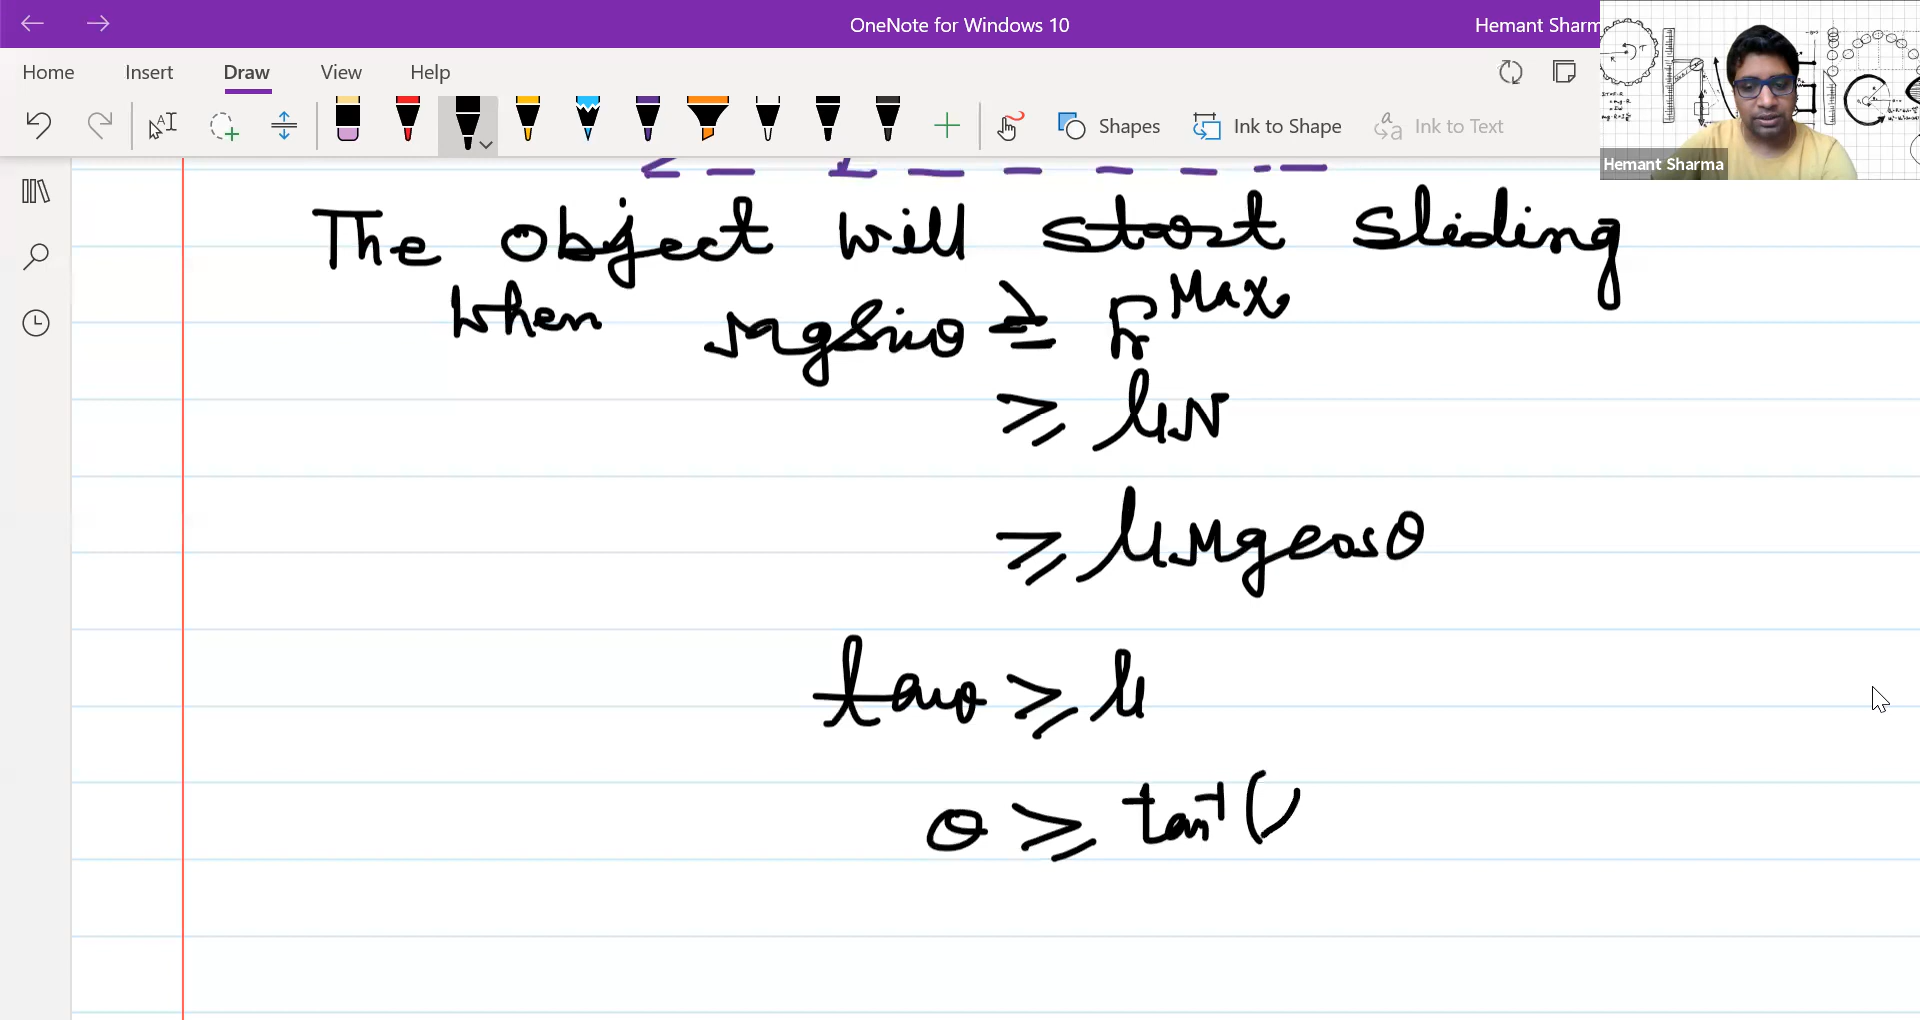 OneNote for Windows 10
Hemant Sharm
Home Insert Draw View Help
Shapes Ink to Shape Ink to Text
Hemant Sharma
The object will start sliding
when mgsinθ ≥ Fr^Max
≥ μN
≥ μMgcosθ
tanθ ≥ μ
θ ≥ tan⁻¹(